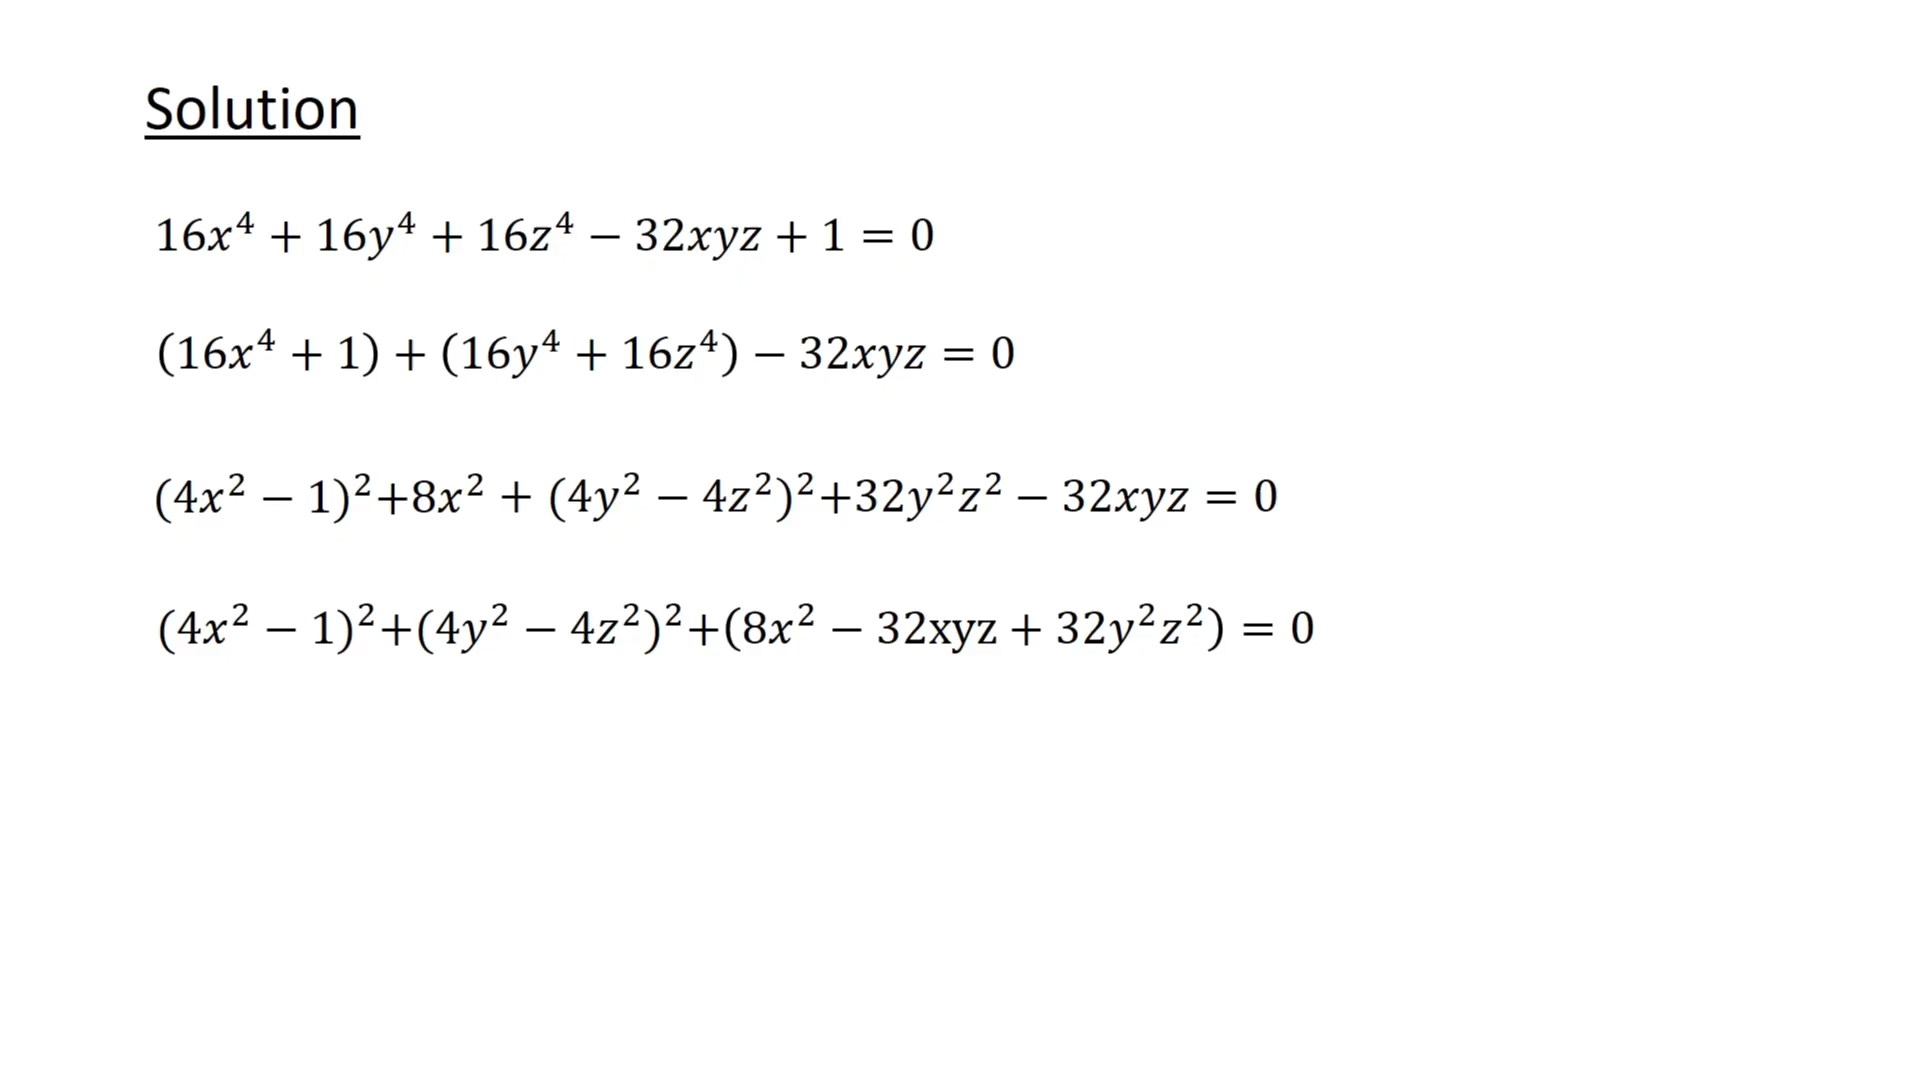 Solution
16x⁴ + 16y⁴ + 16z⁴ − 32xyz + 1 = 0
(16x⁴ + 1) + (16y⁴ + 16z⁴) − 32xyz = 0
(4x² − 1)²+8x² + (4y² − 4z²)²+32y²z² − 32xyz = 0
(4x² − 1)²+(4y² − 4z²)²+(8x² − 32xyz + 32y²z²) = 0